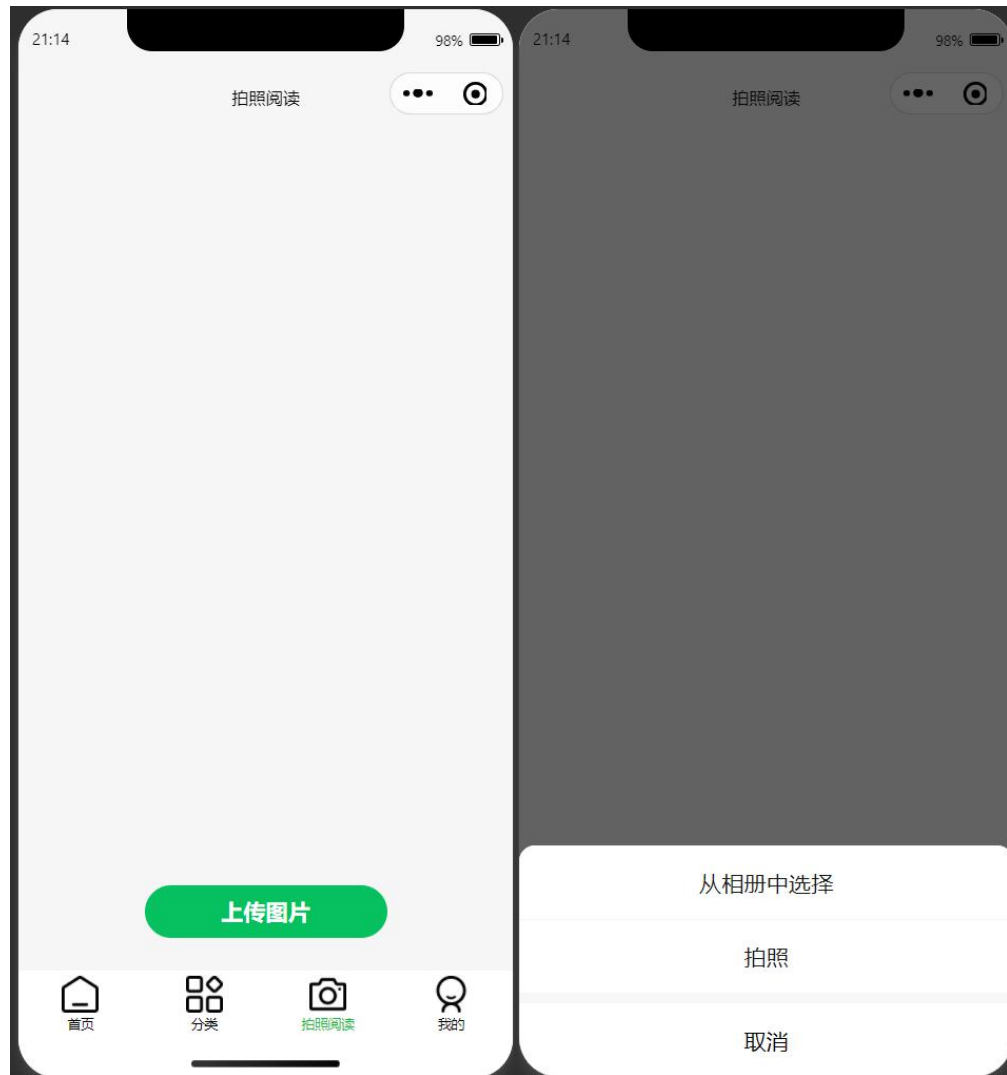 21:14
98%
拍照阅读
上传图片
首页
分类
拍照阅读
我的
21:14
98%
拍照阅读
从相册中选择
拍照
取消